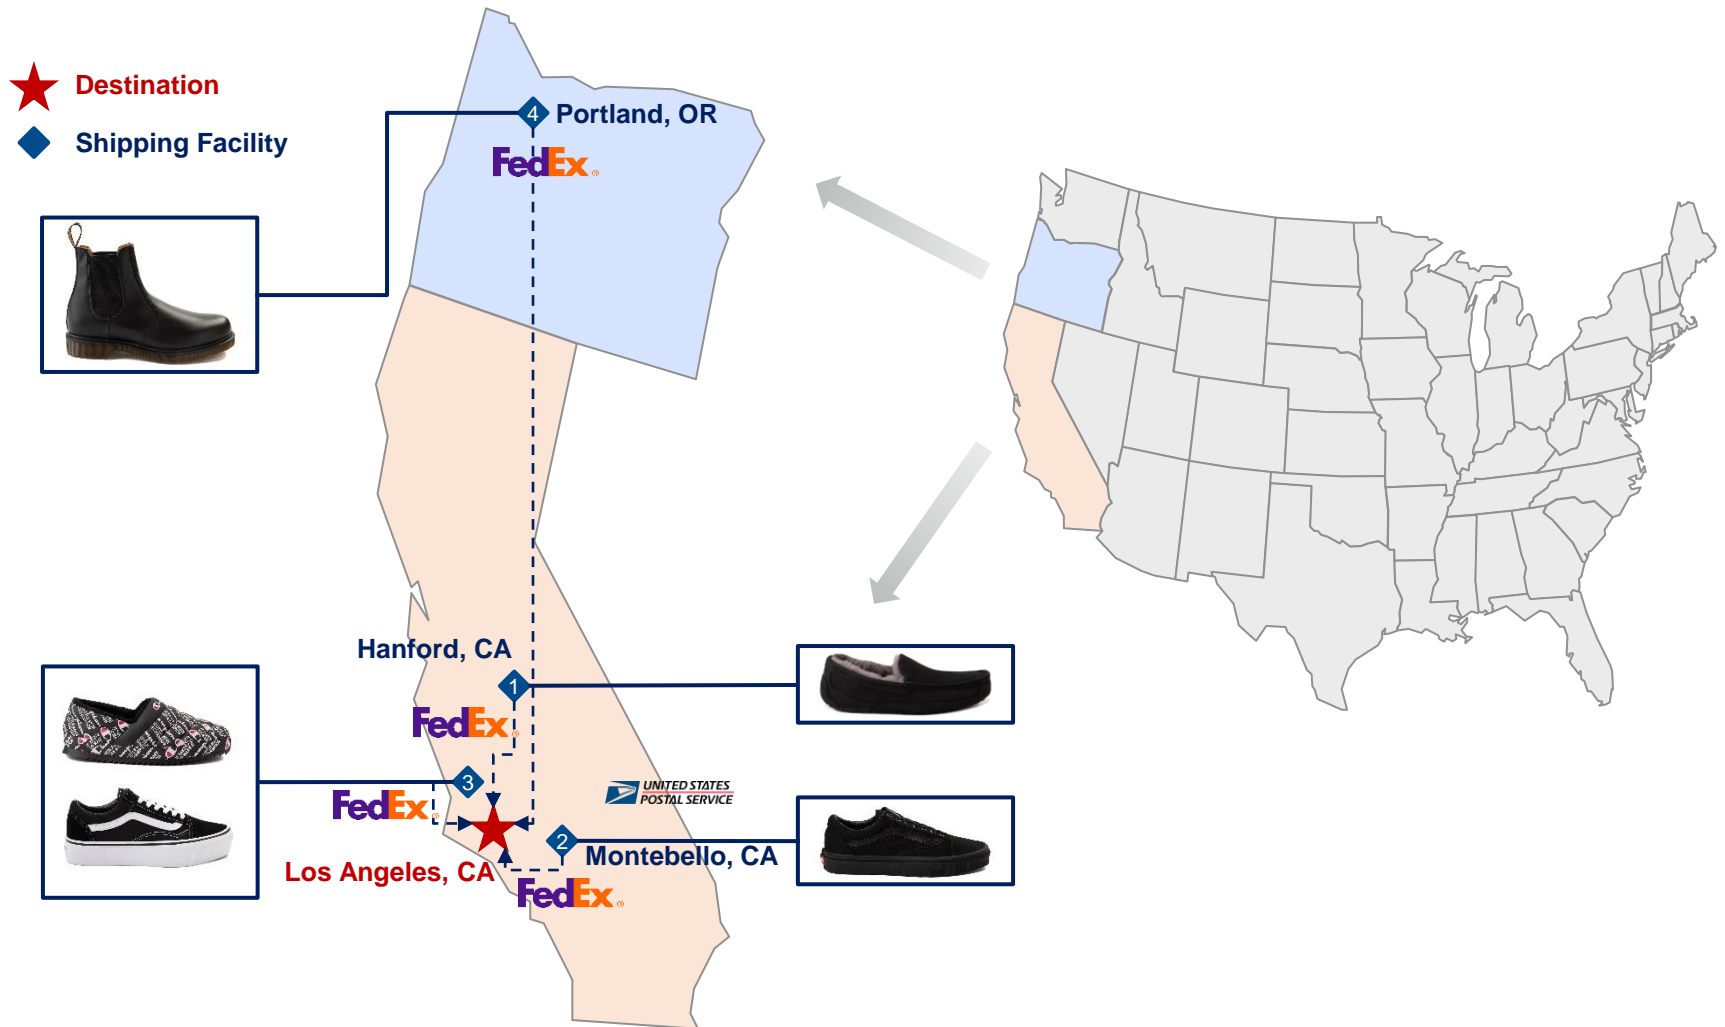 Destination
Shipping Facility
4
Portland, OR
FedEx®
Hanford, CA
1
FedEx®
3
FedEx®
UNITED STATES
POSTAL SERVICE
2
Montebello, CA
Los Angeles, CA
FedEx®